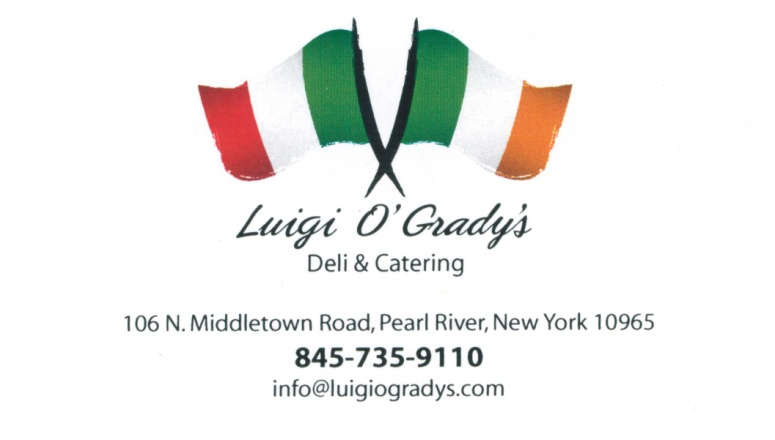 Luigi O'Grady's
Deli & Catering
106 N. Middletown Road, Pearl River, New York 10965
845-735-9110
info@luigiogradys.com